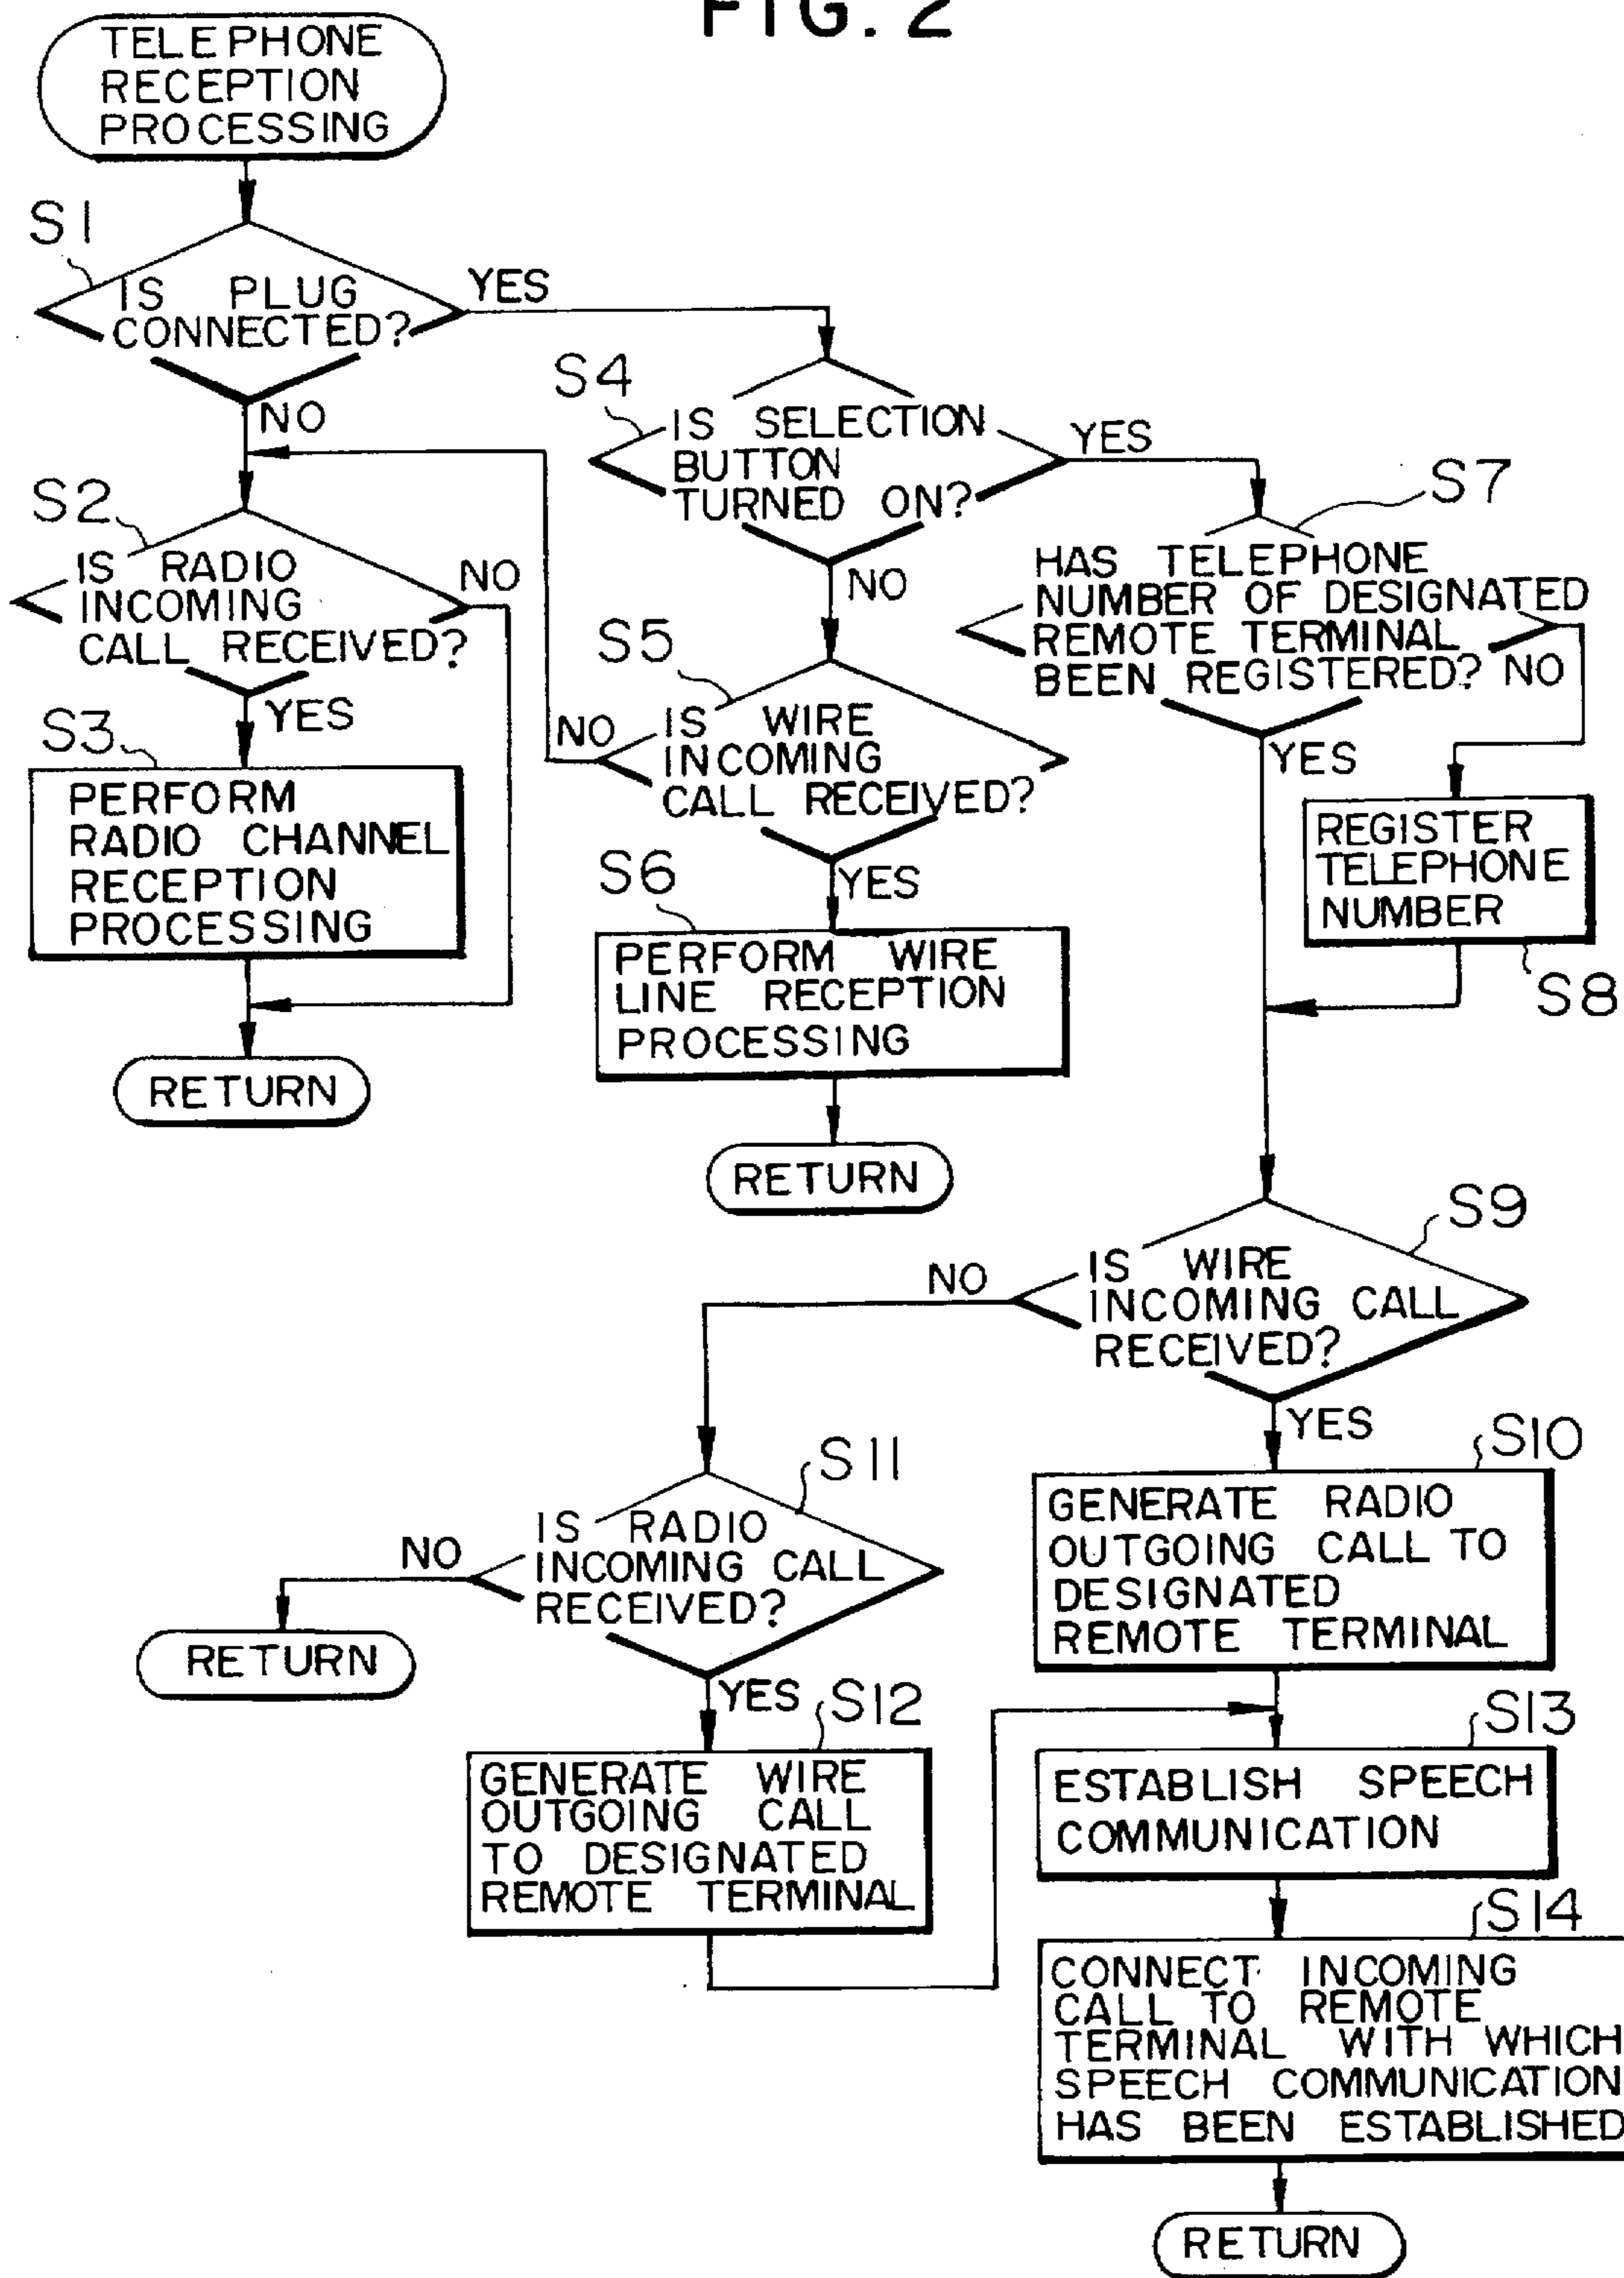 FIG. 2
TELEPHONE
RECEPTION
PROCESSING
S1
IS PLUG
CONNECTED?
YES
NO
S2
IS RADIO
INCOMING
CALL RECEIVED?
NO
YES
S3
PERFORM
RADIO CHANNEL
RECEPTION
PROCESSING
RETURN
S4
IS SELECTION
BUTTON
TURNED ON?
YES
NO
S5
IS WIRE
INCOMING
CALL RECEIVED?
NO
YES
S6
PERFORM WIRE
LINE RECEPTION
PROCESSING
RETURN
S7
HAS TELEPHONE
NUMBER OF DESIGNATED
REMOTE TERMINAL
BEEN REGISTERED?
NO
YES
REGISTER
TELEPHONE
NUMBER
S8
S9
IS WIRE
INCOMING CALL
RECEIVED?
NO
YES
S10
GENERATE RADIO
OUTGOING CALL TO
DESIGNATED
REMOTE TERMINAL
S11
IS RADIO
INCOMING CALL
RECEIVED?
NO
RETURN
YES
S12
GENERATE WIRE
OUTGOING CALL
TO DESIGNATED
REMOTE TERMINAL
S13
ESTABLISH SPEECH
COMMUNICATION
S14
CONNECT INCOMING
CALL TO REMOTE
TERMINAL WITH WHICH
SPEECH COMMUNICATION
HAS BEEN ESTABLISHED
RETURN